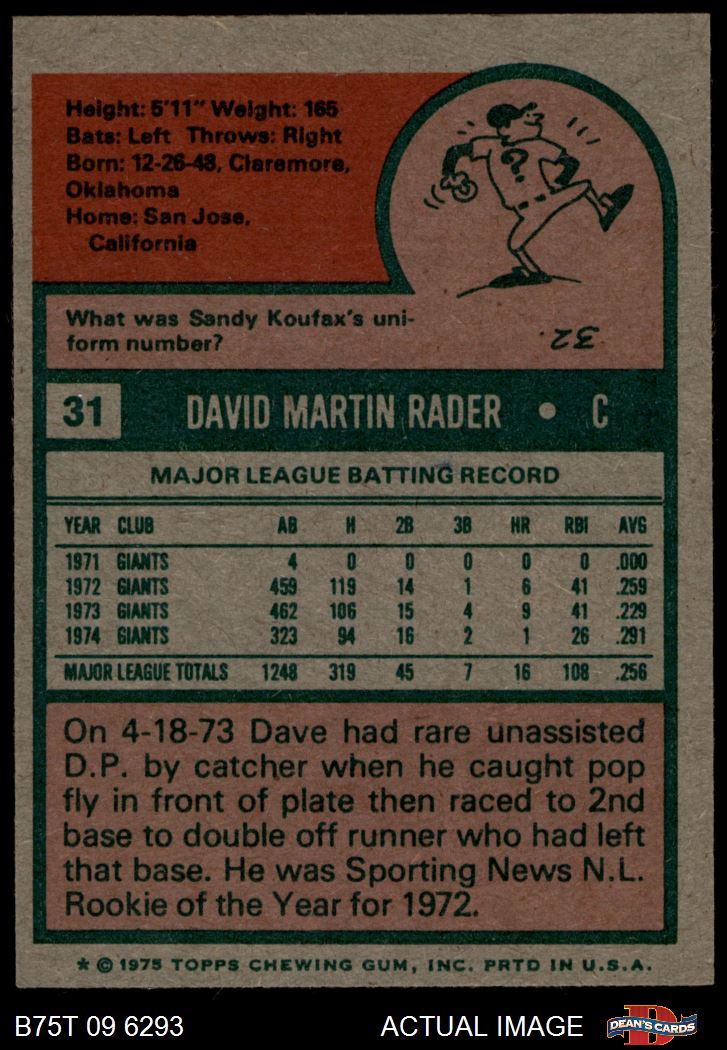 Height: 5'11" Weight: 165
Bats: Left Throws: Right
Born: 12-26-48, Claremore,
Oklahoma
Home: San Jose,
California
?
What was Sandy Koufax's uni-
form number?
32.
31 DAVID MARTIN RADER • C
MAJOR LEAGUE BATTING RECORD
YEAR CLUB AB H 2B 3B HR RBI AVG
1971 GIANTS 4 0 0 0 0 0 .000
1972 GIANTS 459 119 14 1 6 41 .259
1973 GIANTS 462 106 15 4 9 41 .229
1974 GIANTS 323 94 16 2 1 26 .291
MAJOR LEAGUE TOTALS 1248 319 45 7 16 108 .256
On 4-18-73 Dave had rare unassisted
D.P. by catcher when he caught pop
fly in front of plate then raced to 2nd
base to double off runner who had left
that base. He was Sporting News N.L.
Rookie of the Year for 1972.
* © 1975 TOPPS CHEWING GUM, INC. PRTD IN U.S.A.
B75T 09 6293 ACTUAL IMAGE D DEAN'S CARDS